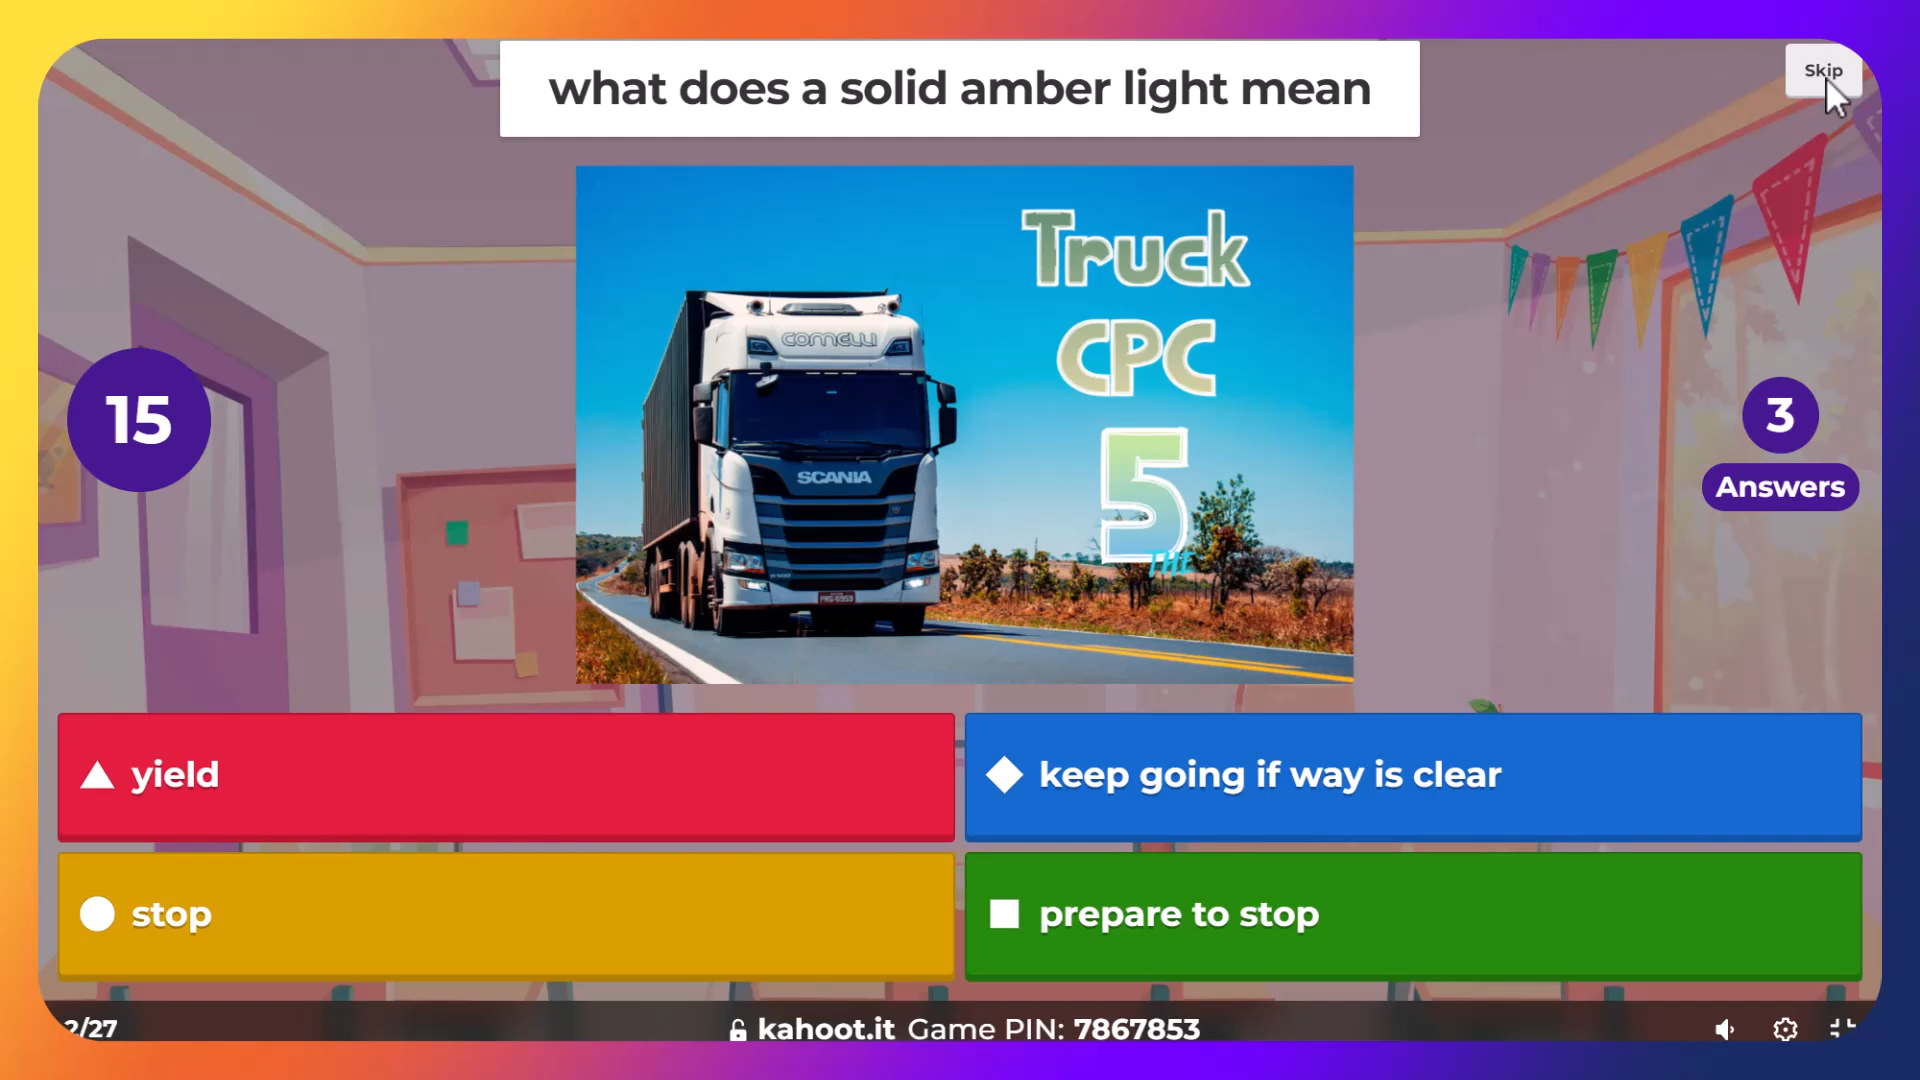 what does a solid amber light mean
Skip
Truck
CPC
5
THE
COMELLI
SCANIA
15
3
Answers
yield
keep going if way is clear
stop
prepare to stop
2/27
kahoot.it Game PIN: 7867853